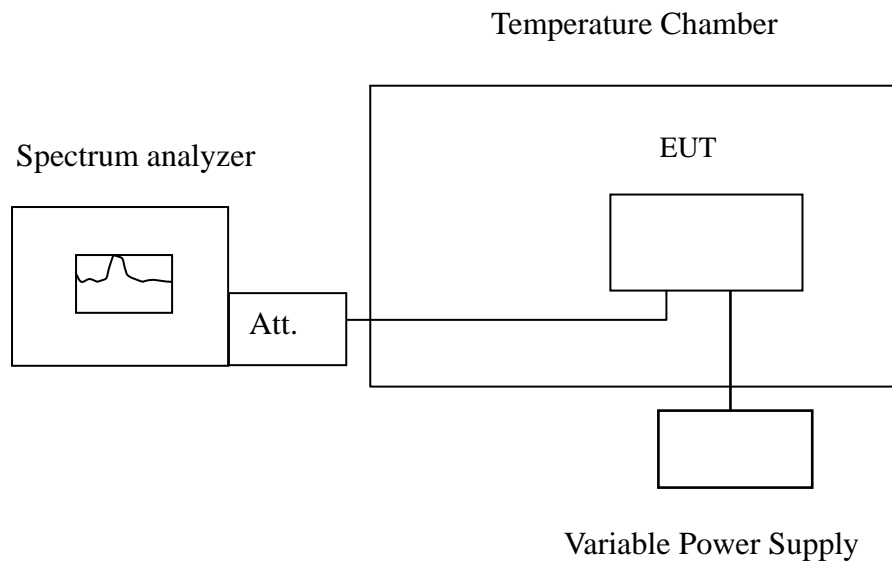 Temperature Chamber
Spectrum analyzer
EUT
Att.
Variable Power Supply